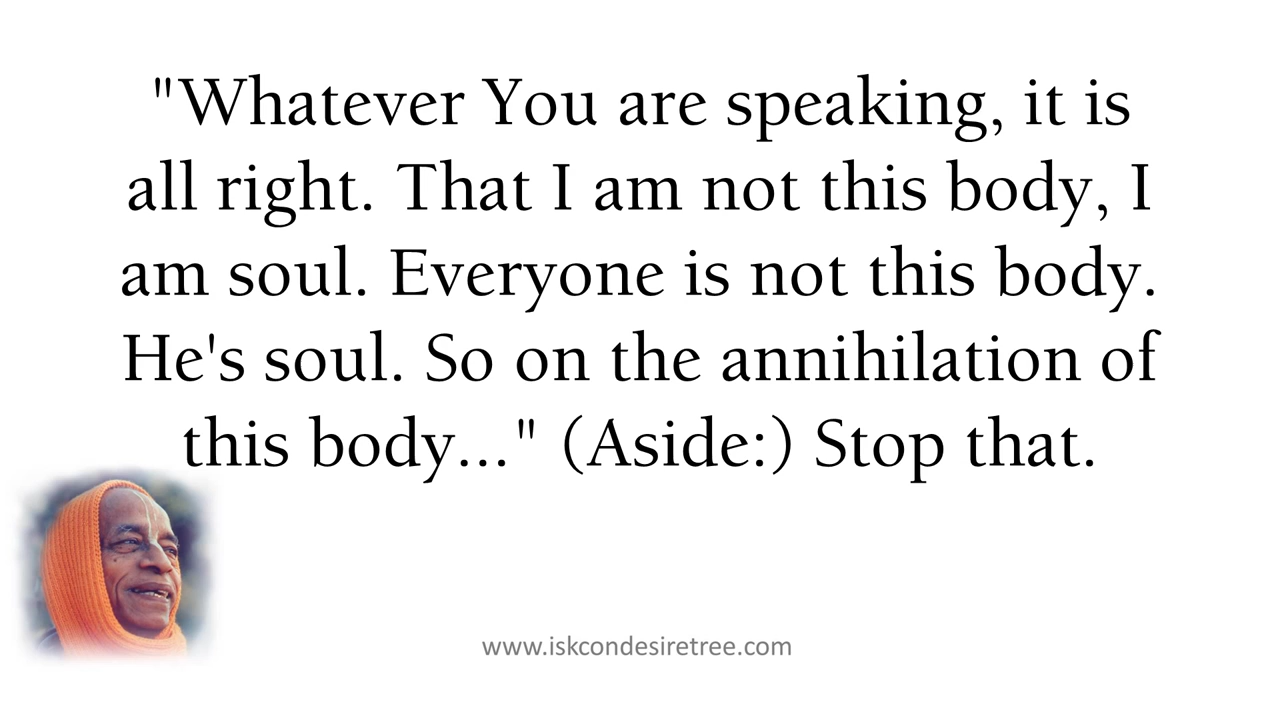 "Whatever You are speaking, it is
all right. That I am not this body, I
am soul. Everyone is not this body.
He's soul. So on the annihilation of
this body..." (Aside:) Stop that.
www.iskcondesiretree.com